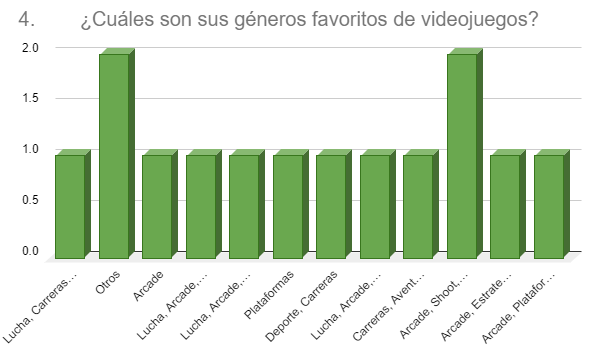 4. ¿Cuáles son sus géneros favoritos de videojuegos?
2.0
1.5
1.0
0.5
0.0
Lucha, Carreras...
Otros
Arcade
Lucha, Arcade,...
Lucha, Arcade,...
Plataformas
Deporte, Carreras
Lucha, Arcade,...
Carreras, Avent...
Arcade, Shoot,...
Arcade, Estrate...
Arcade, Platafor...